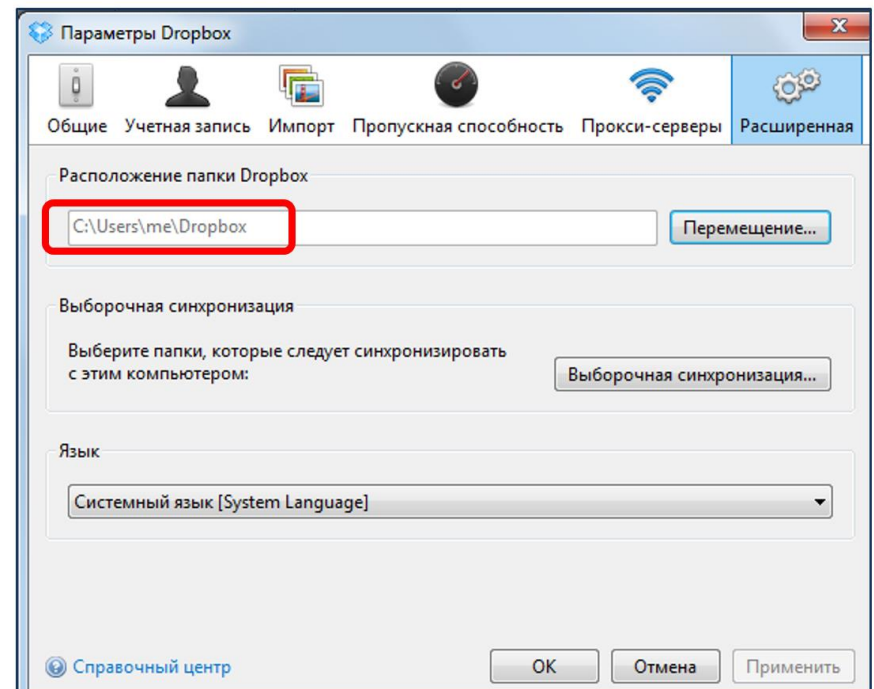 Параметры Dropbox
Общие Учетная запись Импорт Пропускная способность Прокси-серверы Расширенная
Расположение папки Dropbox
C:\Users\me\Dropbox Перемещение...
Выборочная синхронизация
Выберите папки, которые следует синхронизировать
с этим компьютером:
Выборочная синхронизация...
Язык
Системный язык [System Language]
Справочный центр OK Отмена Применить